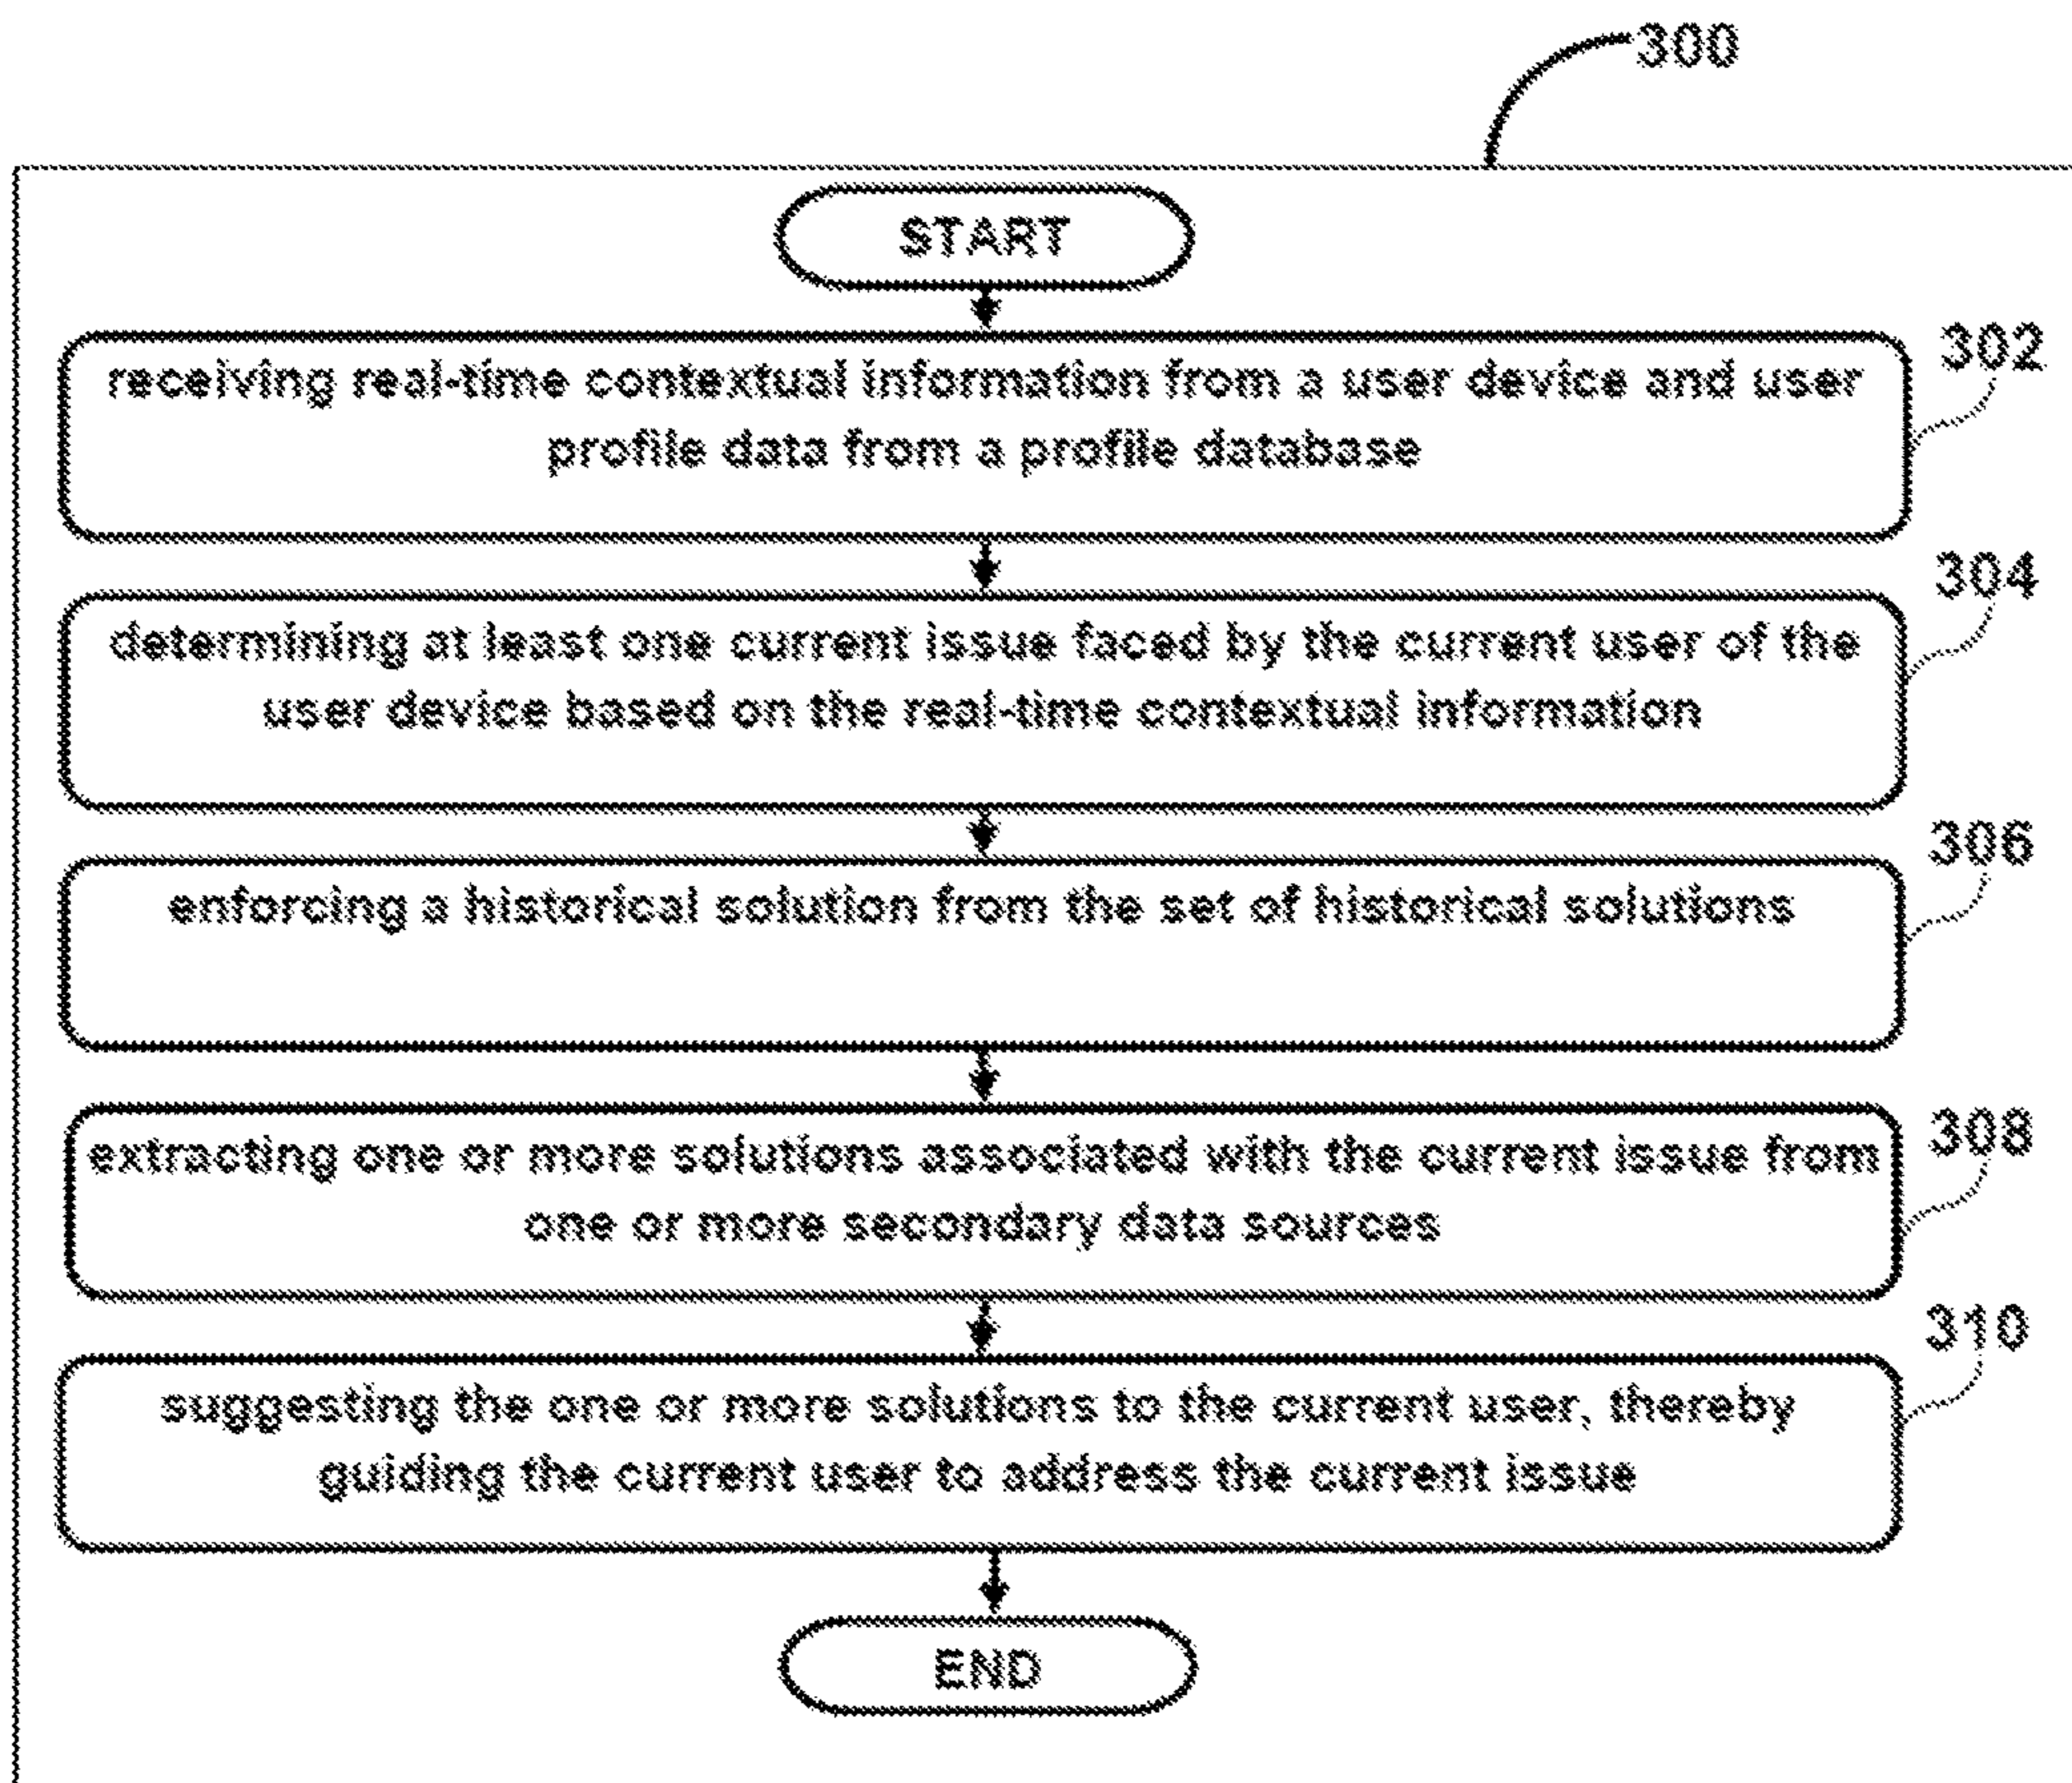 300
START
302
receiving real-time contextual information from a user device and user
profile data from a profile database
304
determining at least one current issue faced by the current user of the
user device based on the real-time contextual information
306
enforcing a historical solution from the set of historical solutions
308
extracting one or more solutions associated with the current issue from
one or more secondary data sources
310
suggesting the one or more solutions to the current user, thereby
guiding the current user to address the current issue
END